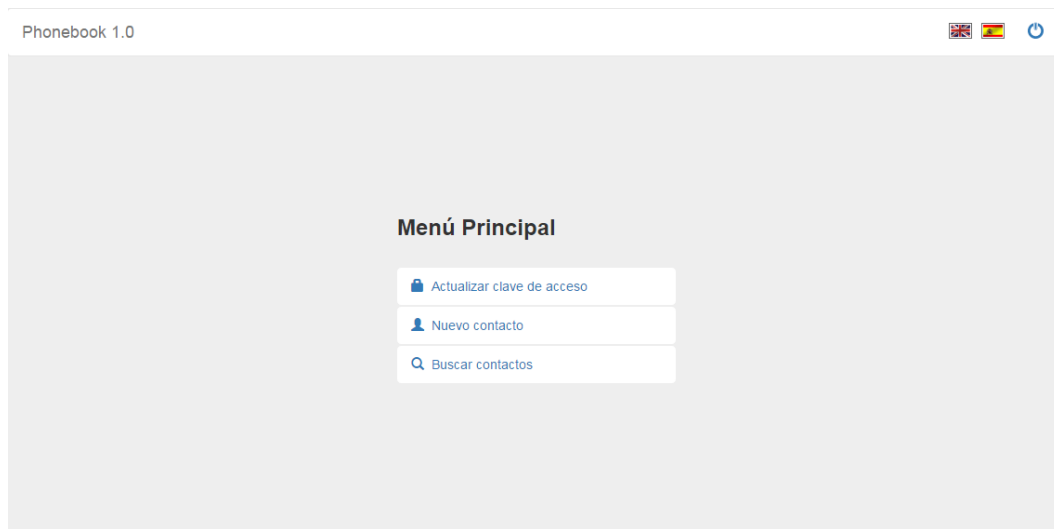 Phonebook 1.0
Menú Principal
Actualizar clave de acceso
Nuevo contacto
Buscar contactos